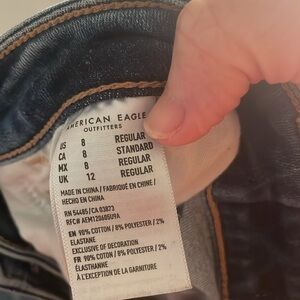 AMERICAN EAGLE
OUTFITTERS
US 8 REGULAR
CA 8 STANDARD
MX 8 REGULAR
UK 12 REGULAR
MADE IN CHINA / FABRIQUÉ EN CHINE /
HECHO EN CHINA
RN 54485/CA 03873
EN 90% COTTON / 8% POLYESTER / 2%
ELASTANE
EXCLUSIVE OF DECORATION
FR 90% COTON / 8% POLYESTER / 2%
ÉLASTHANNE
À L'EXCEPTION DE LA GARNITURE